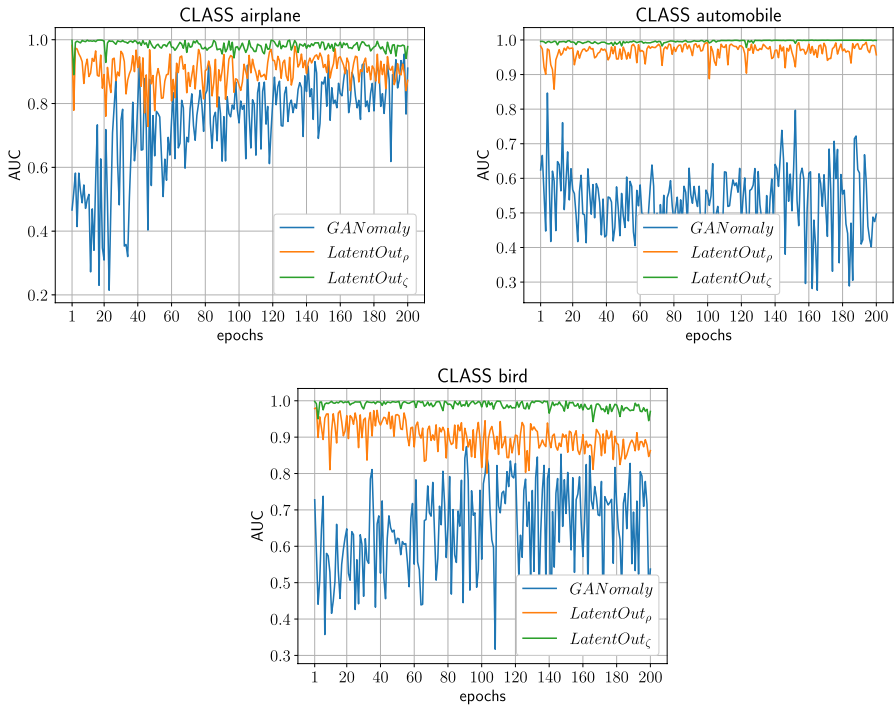 CLASS airplane
1.0
0.8
0.6
0.4
0.2
AUC
1 20 40 60 80 100 120 140 160 180 200
epochs
GANomaly
LatentOutρ
LatentOutζ
CLASS automobile
1.0
0.9
0.8
0.7
0.6
0.5
0.4
0.3
AUC
1 20 40 60 80 100 120 140 160 180 200
epochs
GANomaly
LatentOutρ
LatentOutζ
CLASS bird
1.0
0.9
0.8
0.7
0.6
0.5
0.4
0.3
AUC
1 20 40 60 80 100 120 140 160 180 200
epochs
GANomaly
LatentOutρ
LatentOutζ